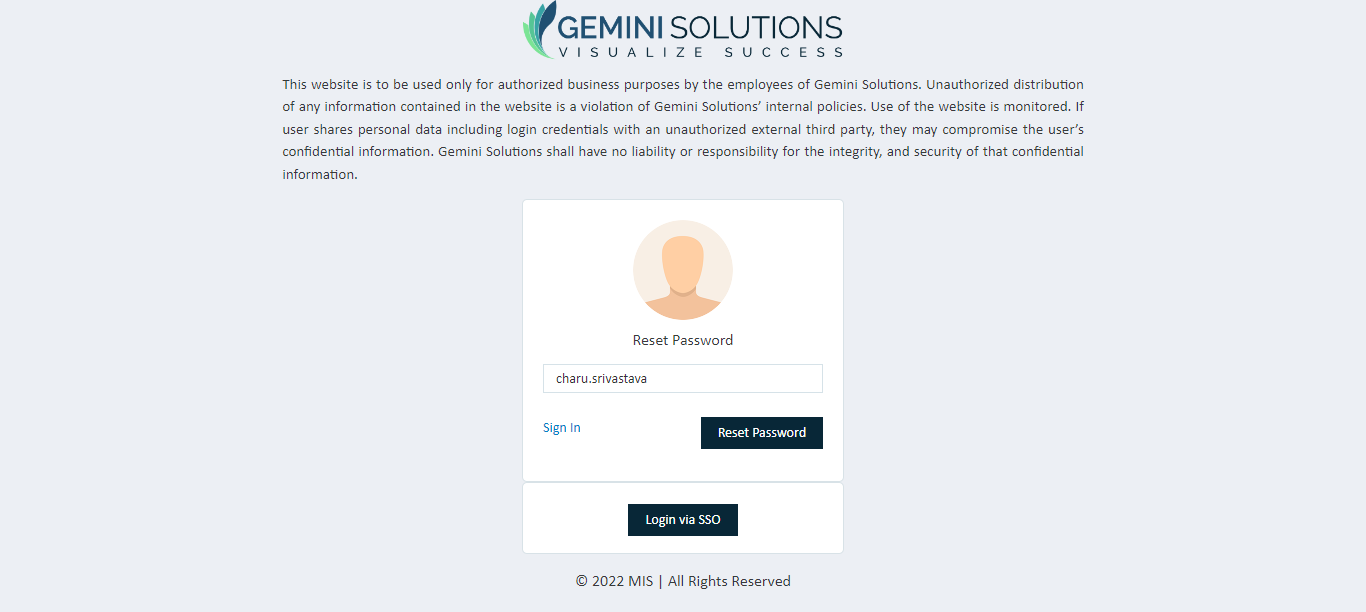 GEMINI SOLUTIONS
VISUALIZE SUCCESS
This website is to be used only for authorized business purposes by the employees of Gemini Solutions. Unauthorized distribution
of any information contained in the website is a violation of Gemini Solutions’ internal policies. Use of the website is monitored. If
user shares personal data including login credentials with an unauthorized external third party, they may compromise the user’s
confidential information. Gemini Solutions shall have no liability or responsibility for the integrity, and security of that confidential
information.
Reset Password
charu.srivastava
Sign In
Reset Password
Login via SSO
© 2022 MIS | All Rights Reserved